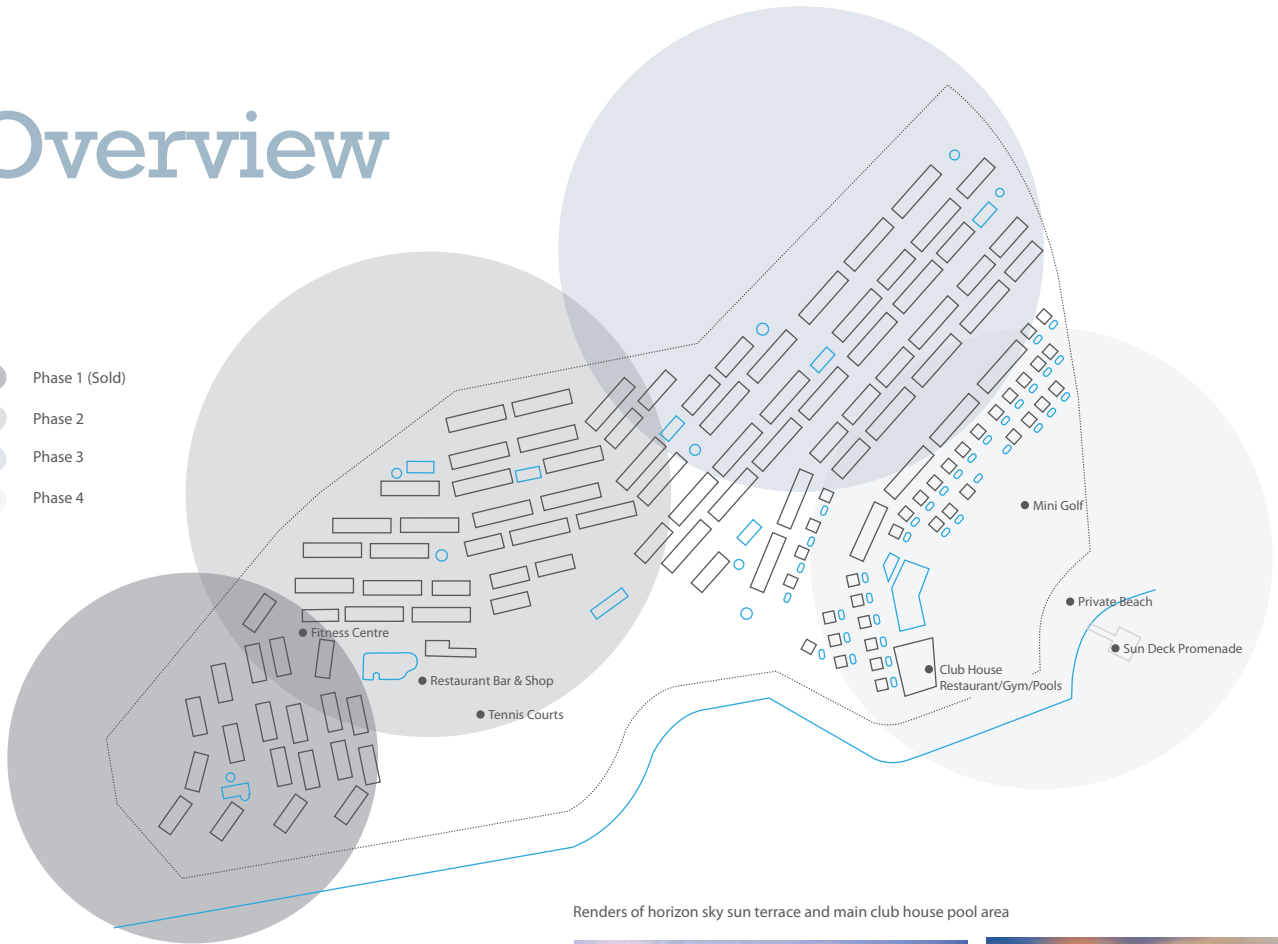 Overview
Phase 1 (Sold)
Phase 2
Phase 3
Phase 4
Mini Golf
Private Beach
Fitness Centre
Sun Deck Promenade
Club House
Restaurant/Gym/Pools
Restaurant Bar & Shop
Tennis Courts
Renders of horizon sky sun terrace and main club house pool area